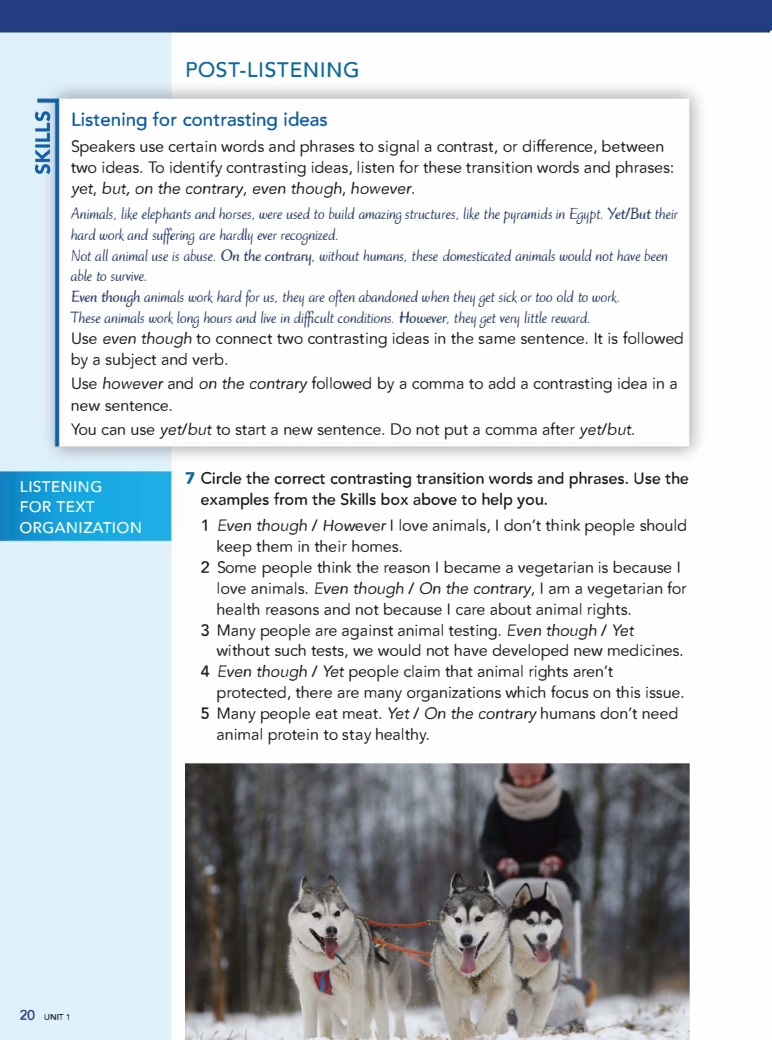 POST-LISTENING
SKILLS
Listening for contrasting ideas
Speakers use certain words and phrases to signal a contrast, or difference, between
two ideas. To identify contrasting ideas, listen for these transition words and phrases:
yet, but, on the contrary, even though, however.
Animals, like elephants and horses, were used to build amazing structures, like the pyramids in Egypt. Yet/But their
hard work and suffering are hardly ever recognized.
Not all animal use is abuse. On the contrary, without humans, these domesticated animals would not have been
able to survive.
Even though animals work hard for us, they are often abandoned when they get sick or too old to work.
These animals work long hours and live in difficult conditions. However, they get very little reward.
Use even though to connect two contrasting ideas in the same sentence. It is followed
by a subject and verb.
Use however and on the contrary followed by a comma to add a contrasting idea in a
new sentence.
You can use yet/but to start a new sentence. Do not put a comma after yet/but.
LISTENING
FOR TEXT
ORGANIZATION
7 Circle the correct contrasting transition words and phrases. Use the
examples from the Skills box above to help you.
1 Even though / However I love animals, I don't think people should
keep them in their homes.
2 Some people think the reason I became a vegetarian is because I
love animals. Even though / On the contrary, I am a vegetarian for
health reasons and not because I care about animal rights.
3 Many people are against animal testing. Even though / Yet
without such tests, we would not have developed new medicines.
4 Even though / Yet people claim that animal rights aren't
protected, there are many organizations which focus on this issue.
5 Many people eat meat. Yet / On the contrary humans don't need
animal protein to stay healthy.
20 UNIT 1